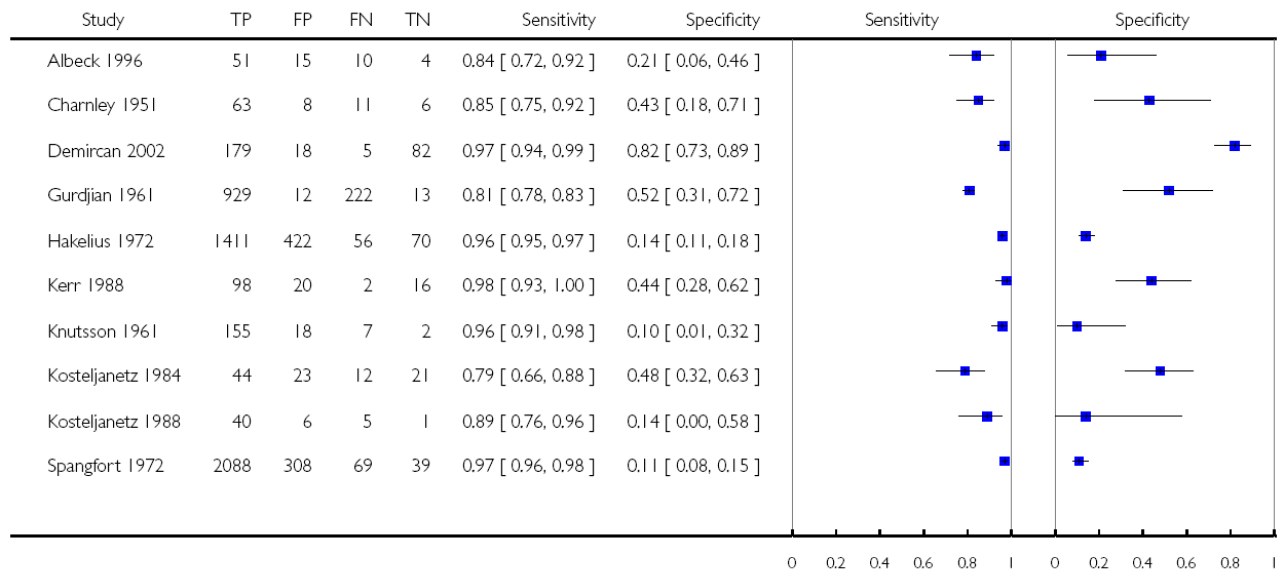 Study TP FP FN TN Sensitivity Specificity Sensitivity Specificity
Albeck 1996 51 15 10 4 0.84 [ 0.72, 0.92 ] 0.21 [ 0.06, 0.46 ]
Charnley 1951 63 8 11 6 0.85 [ 0.75, 0.92 ] 0.43 [ 0.18, 0.71 ]
Demircan 2002 179 18 5 82 0.97 [ 0.94, 0.99 ] 0.82 [ 0.73, 0.89 ]
Gurdjian 1961 929 12 222 13 0.81 [ 0.78, 0.83 ] 0.52 [ 0.31, 0.72 ]
Hakelius 1972 1411 422 56 70 0.96 [ 0.95, 0.97 ] 0.14 [ 0.11, 0.18 ]
Kerr 1988 98 20 2 16 0.98 [ 0.93, 1.00 ] 0.44 [ 0.28, 0.62 ]
Knutsson 1961 155 18 7 2 0.96 [ 0.91, 0.98 ] 0.10 [ 0.01, 0.32 ]
Kosteljanetz 1984 44 23 12 21 0.79 [ 0.66, 0.88 ] 0.48 [ 0.32, 0.63 ]
Kosteljanetz 1988 40 6 5 1 0.89 [ 0.76, 0.96 ] 0.14 [ 0.00, 0.58 ]
Spangfort 1972 2088 308 69 39 0.97 [ 0.96, 0.98 ] 0.11 [ 0.08, 0.15 ]
0 0.2 0.4 0.6 0.8 1 0 0.2 0.4 0.6 0.8 1